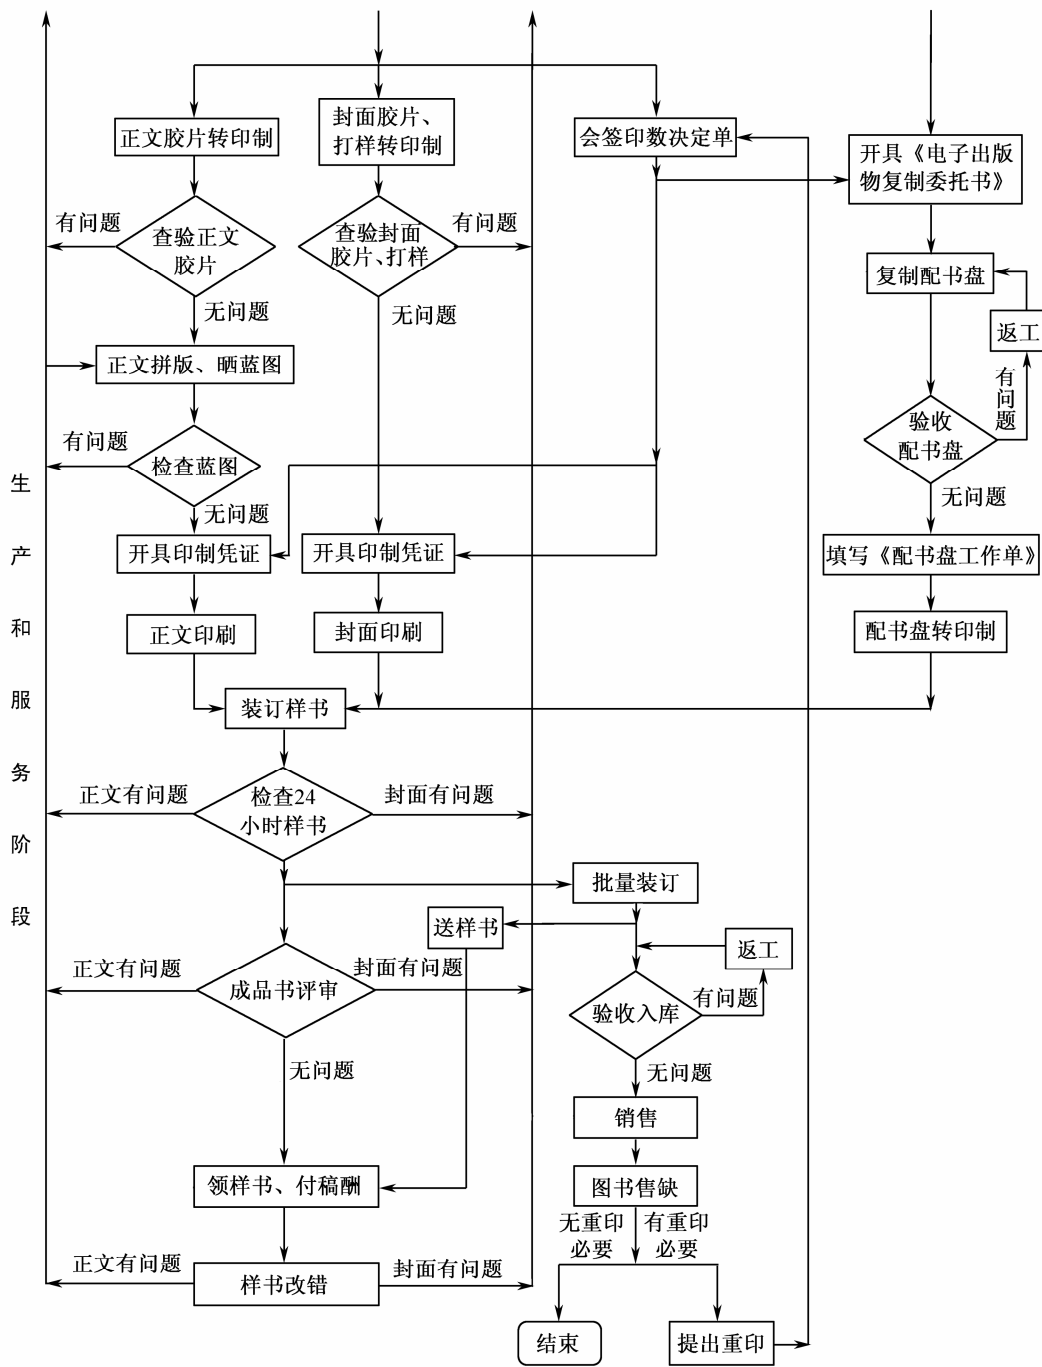 正文胶片转印制
封面胶片、
打样转印制
会签印数决定单
开具《电子出版
物复制委托书》
有问题
查验正文
胶片
查验封面
胶片、打样
有问题
复制配书盘
无问题
无问题
返工
正文拼版、晒蓝图
有问题
验收
配书盘
有问题
检查蓝图
无问题
无问题
开具印制凭证
开具印制凭证
填写《配书盘工作单》
正文印刷
封面印刷
配书盘转印制
装订样书
生产和服务阶段
正文有问题
检查24
小时样书
封面有问题
批量装订
送样书
返工
正文有问题
成品书评审
封面有问题
验收入库
有问题
无问题
无问题
销售
领样书、付稿酬
图书售缺
无重印
必要
有重印
必要
正文有问题
样书改错
封面有问题
结束
提出重印